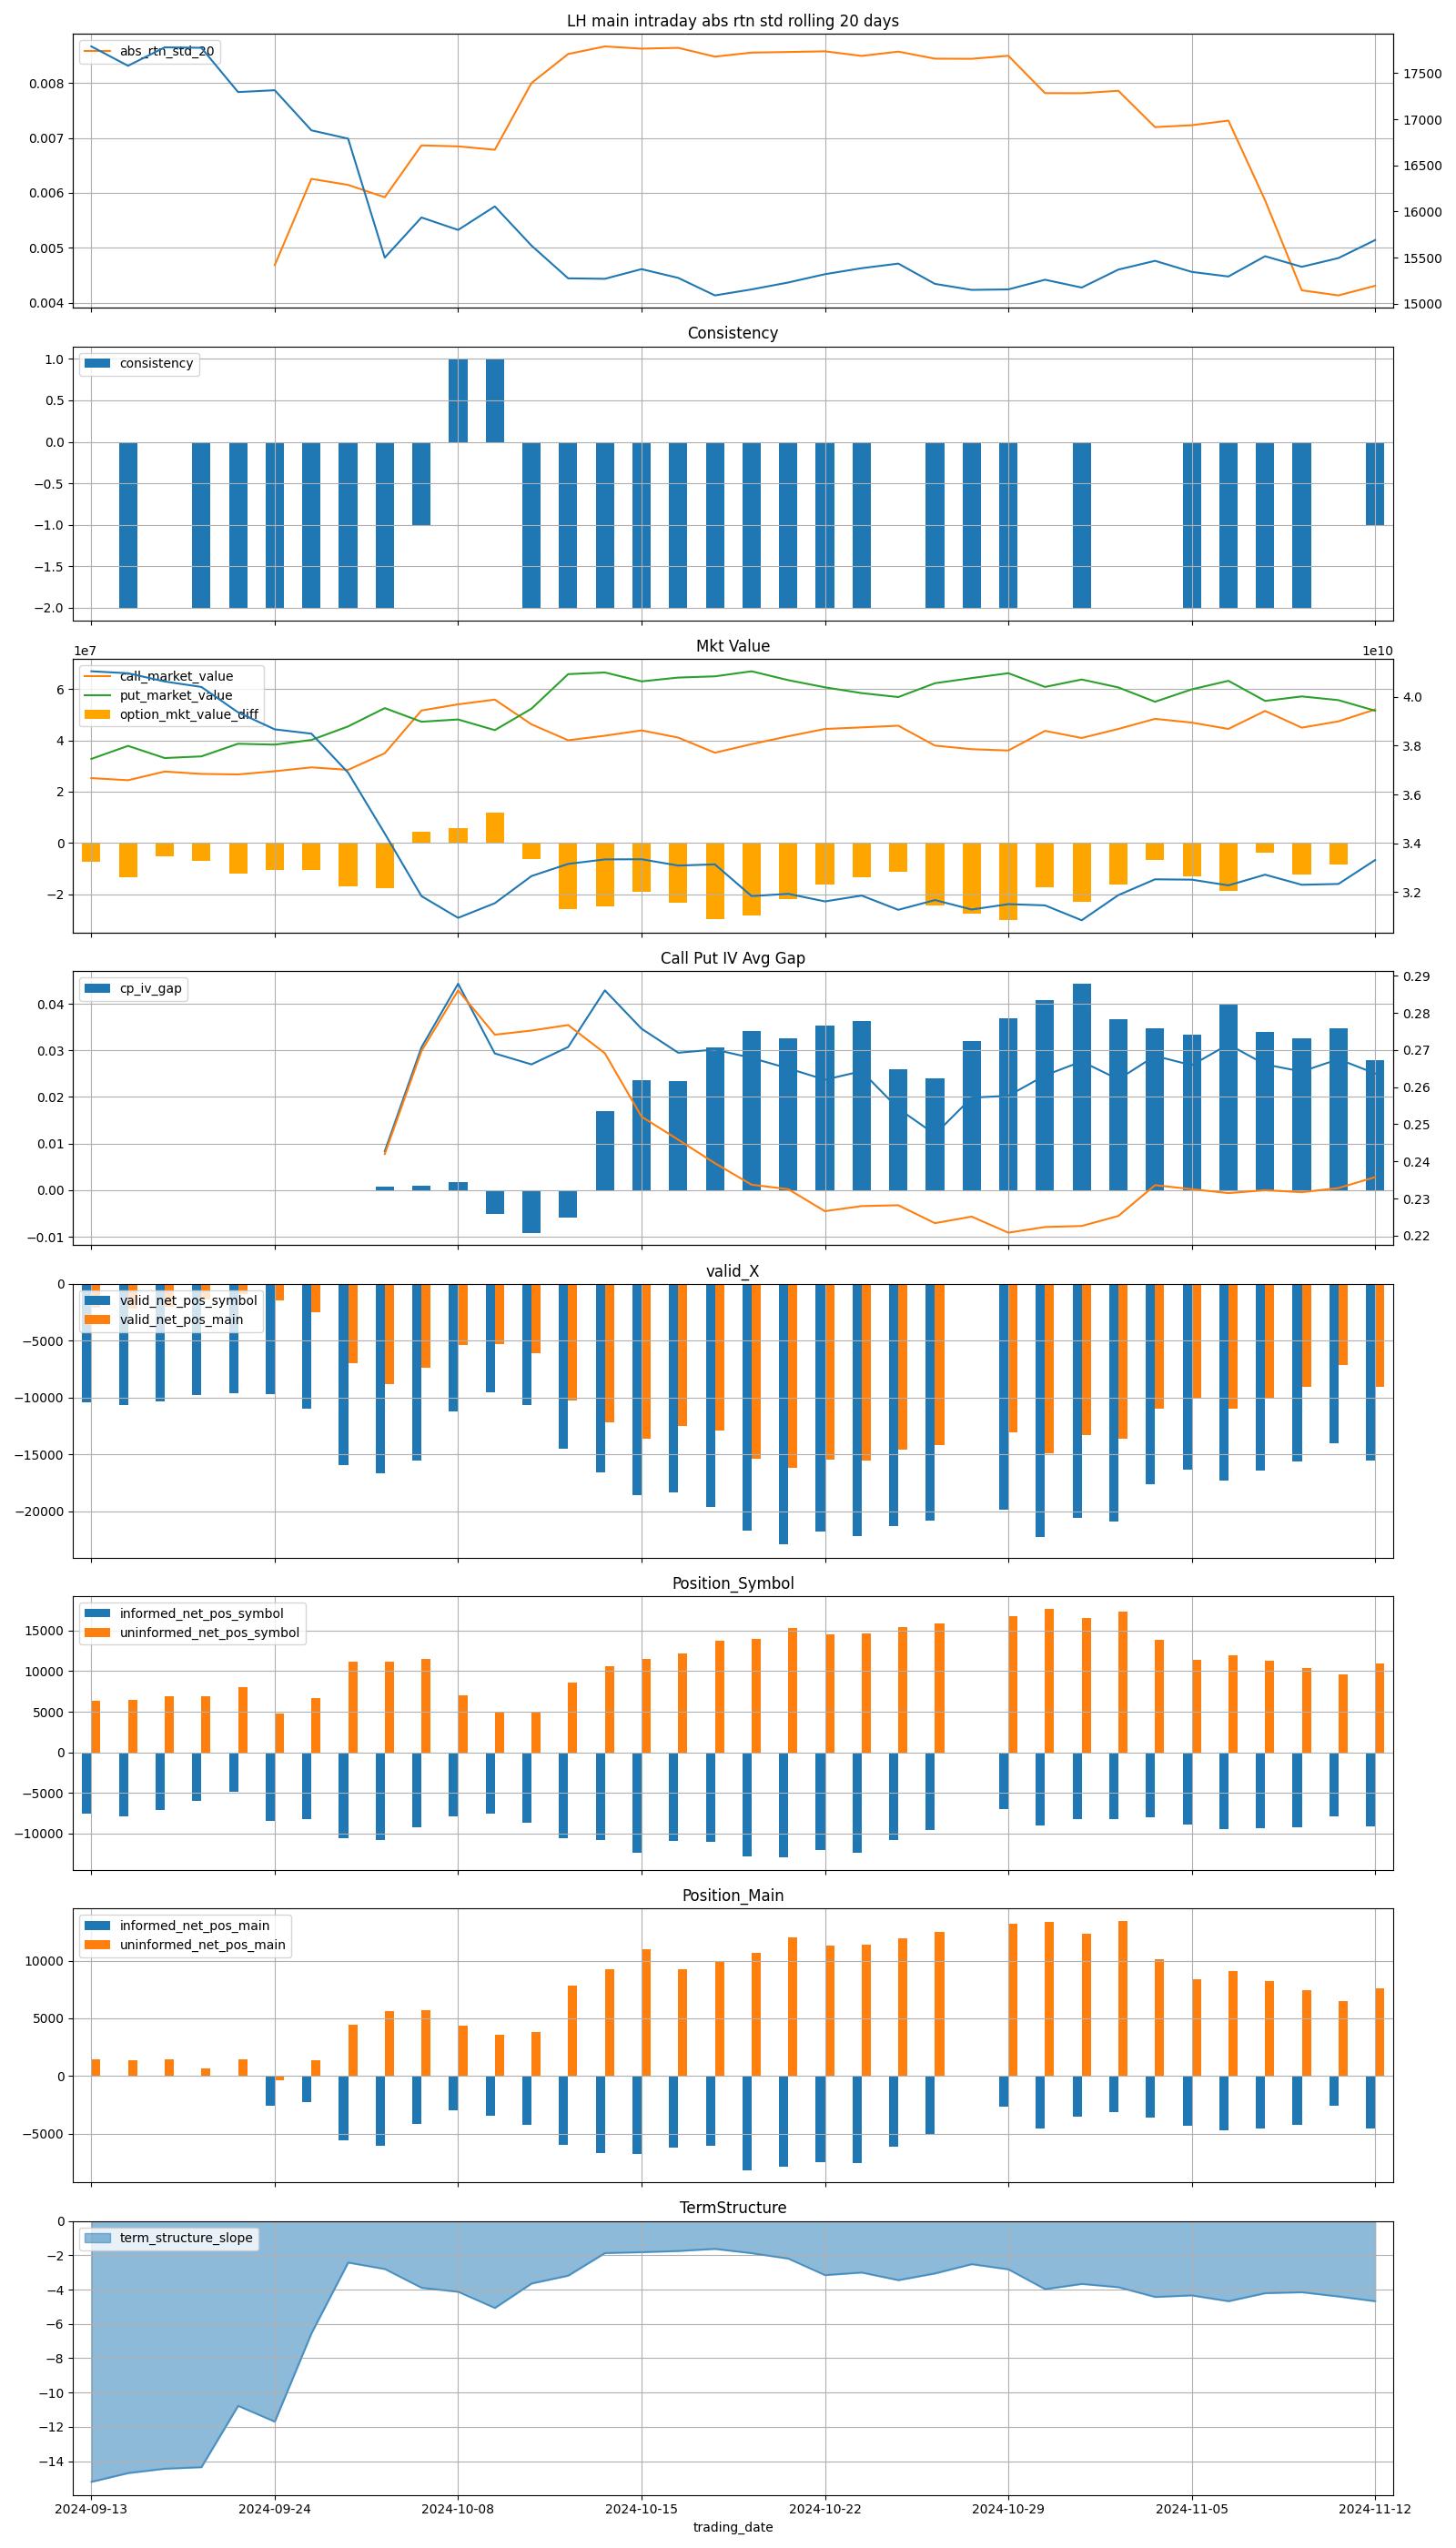 LH main intraday abs rtn std rolling 20 days
abs_rtn_std_20
0.008
0.007
0.006
0.005
0.004
17500
17000
16500
16000
15500
15000
Consistency
consistency
1.0
0.5
0.0
−0.5
−1.0
−1.5
−2.0
Mkt Value
1e7
1e10
call_market_value
put_market_value
option_mkt_value_diff
6
4
2
0
−2
4.0
3.8
3.6
3.4
3.2
Call Put IV Avg Gap
cp_iv_gap
0.04
0.03
0.02
0.01
0.00
−0.01
0.29
0.28
0.27
0.26
0.25
0.24
0.23
0.22
valid_X
valid_net_pos_symbol
valid_net_pos_main
0
−5000
−10000
−15000
−20000
Position_Symbol
informed_net_pos_symbol
uninformed_net_pos_symbol
15000
10000
5000
0
−5000
−10000
Position_Main
informed_net_pos_main
uninformed_net_pos_main
10000
5000
0
−5000
TermStructure
term_structure_slope
0
−2
−4
−6
−8
−10
−12
−14
2024-09-13 2024-09-24 2024-10-08 2024-10-15 2024-10-22 2024-10-29 2024-11-05 2024-11-12
trading_date